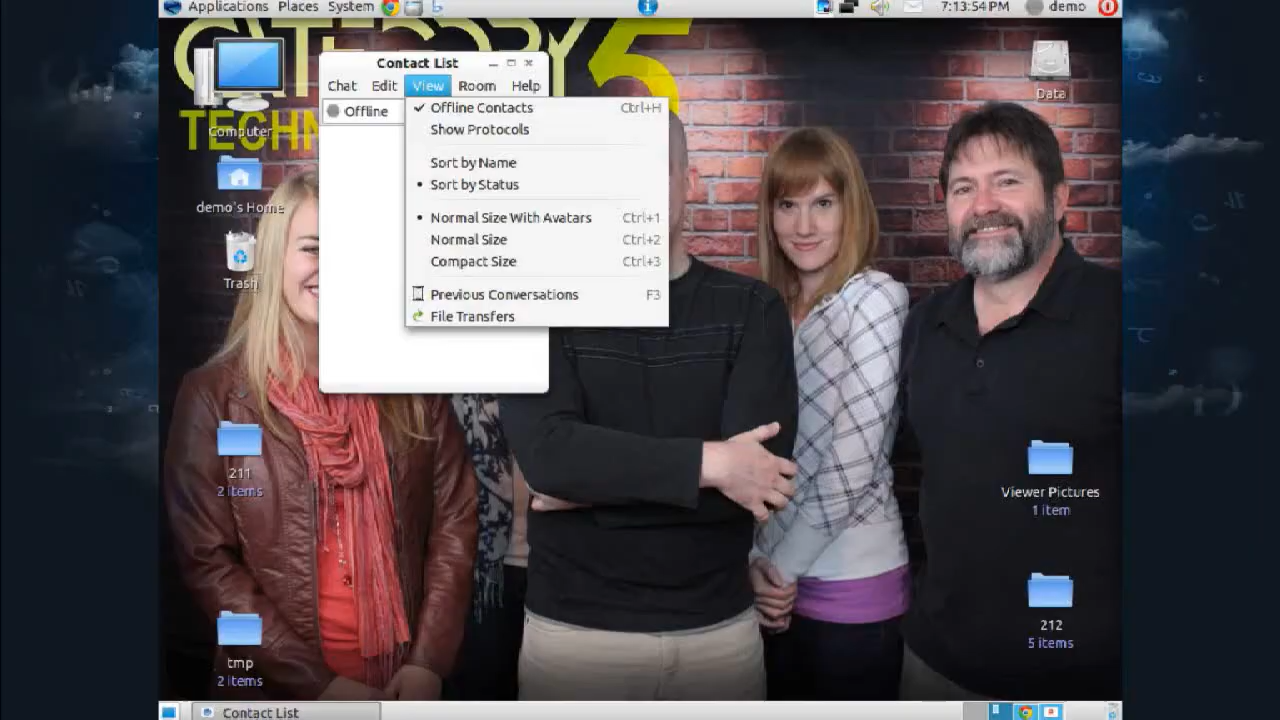 Applications Places System
7:13:54 PM demo
CATEGORY 5
Computer
demo's Home
Trash
211
2 items
tmp
2 items
Contact List
Chat Edit View Room Help
Offline
Offline Contacts Ctrl+H
Show Protocols
Sort by Name
Sort by Status
Normal Size With Avatars Ctrl+1
Normal Size Ctrl+2
Compact Size Ctrl+3
Previous Conversations F3
File Transfers
Data
Viewer Pictures
1 item
212
5 items
Contact List